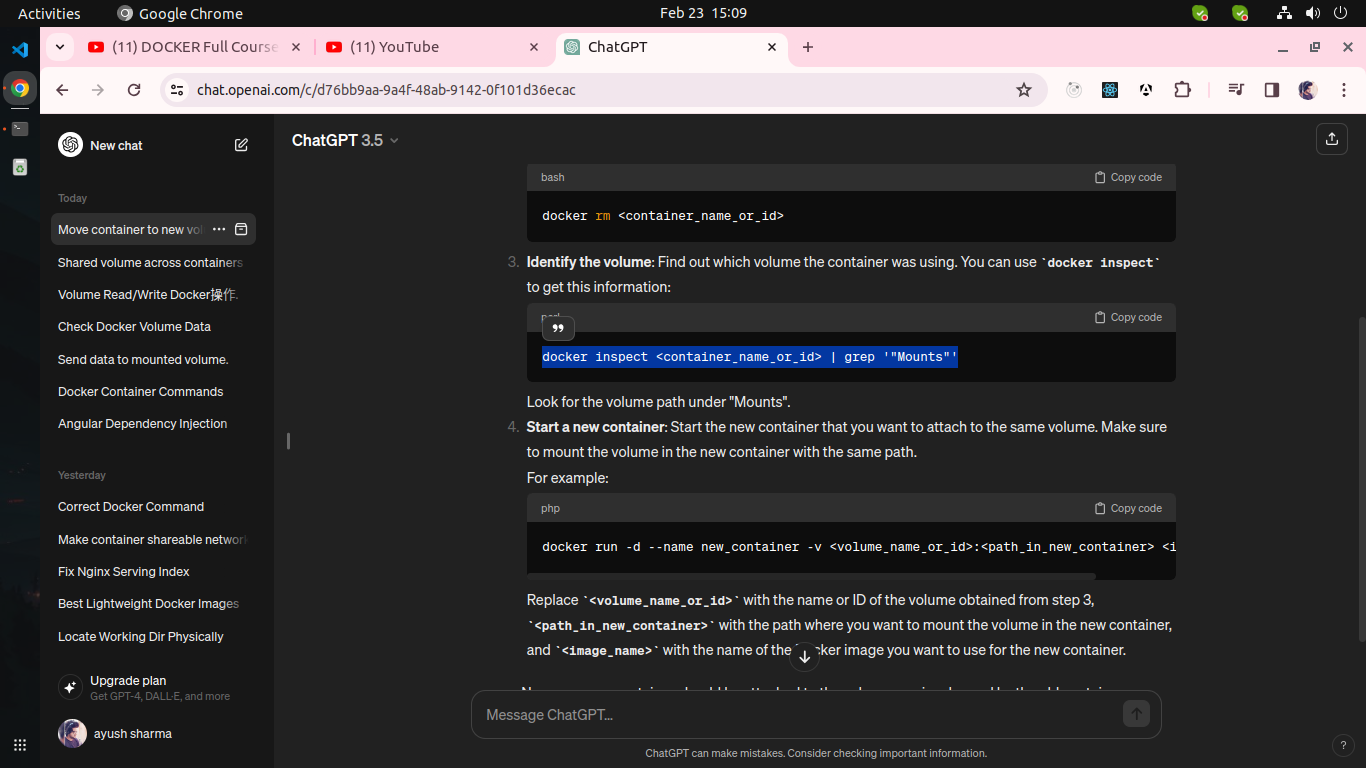 Activities
Google Chrome
Feb 23 15:09
(11) DOCKER Full Course
(11) YouTube
ChatGPT
chat.openai.com/c/d76bb9aa-9a4f-48ab-9142-0f101d36ecac
New chat
Today
Move container to new vol
Shared volume across containers
Volume Read/Write Docker操作.
Check Docker Volume Data
Send data to mounted volume.
Docker Container Commands
Angular Dependency Injection
Yesterday
Correct Docker Command
Make container shareable network
Fix Nginx Serving Index
Best Lightweight Docker Images
Locate Working Dir Physically
Upgrade plan
Get GPT-4, DALL·E, and more
ayush sharma
ChatGPT 3.5
bash
Copy code
docker rm <container_name_or_id>
3. Identify the volume: Find out which volume the container was using. You can use `docker inspect`
to get this information:
perl
Copy code
docker inspect <container_name_or_id> | grep '"Mounts"'
Look for the volume path under "Mounts".
4. Start a new container: Start the new container that you want to attach to the same volume. Make sure
to mount the volume in the new container with the same path.
For example:
php
Copy code
docker run -d --name new_container -v <volume_name_or_id>:<path_in_new_container> <i
Replace `<volume_name_or_id>` with the name or ID of the volume obtained from step 3,
`<path_in_new_container>` with the path where you want to mount the volume in the new container,
and `<image_name>` with the name of the Docker image you want to use for the new container.
Message ChatGPT...
ChatGPT can make mistakes. Consider checking important information.
?